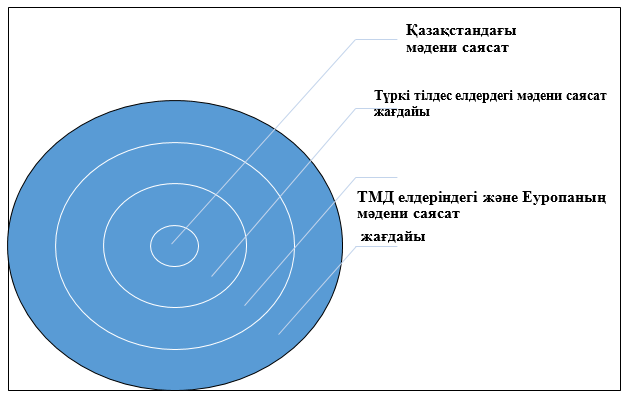 Қазақстандағы
мәдени саясат
Түркі тілдес елдердегі мәдени саясат
жағдайы
ТМД елдеріндегі және Еуропаның
мәдени саясат
жағдайы